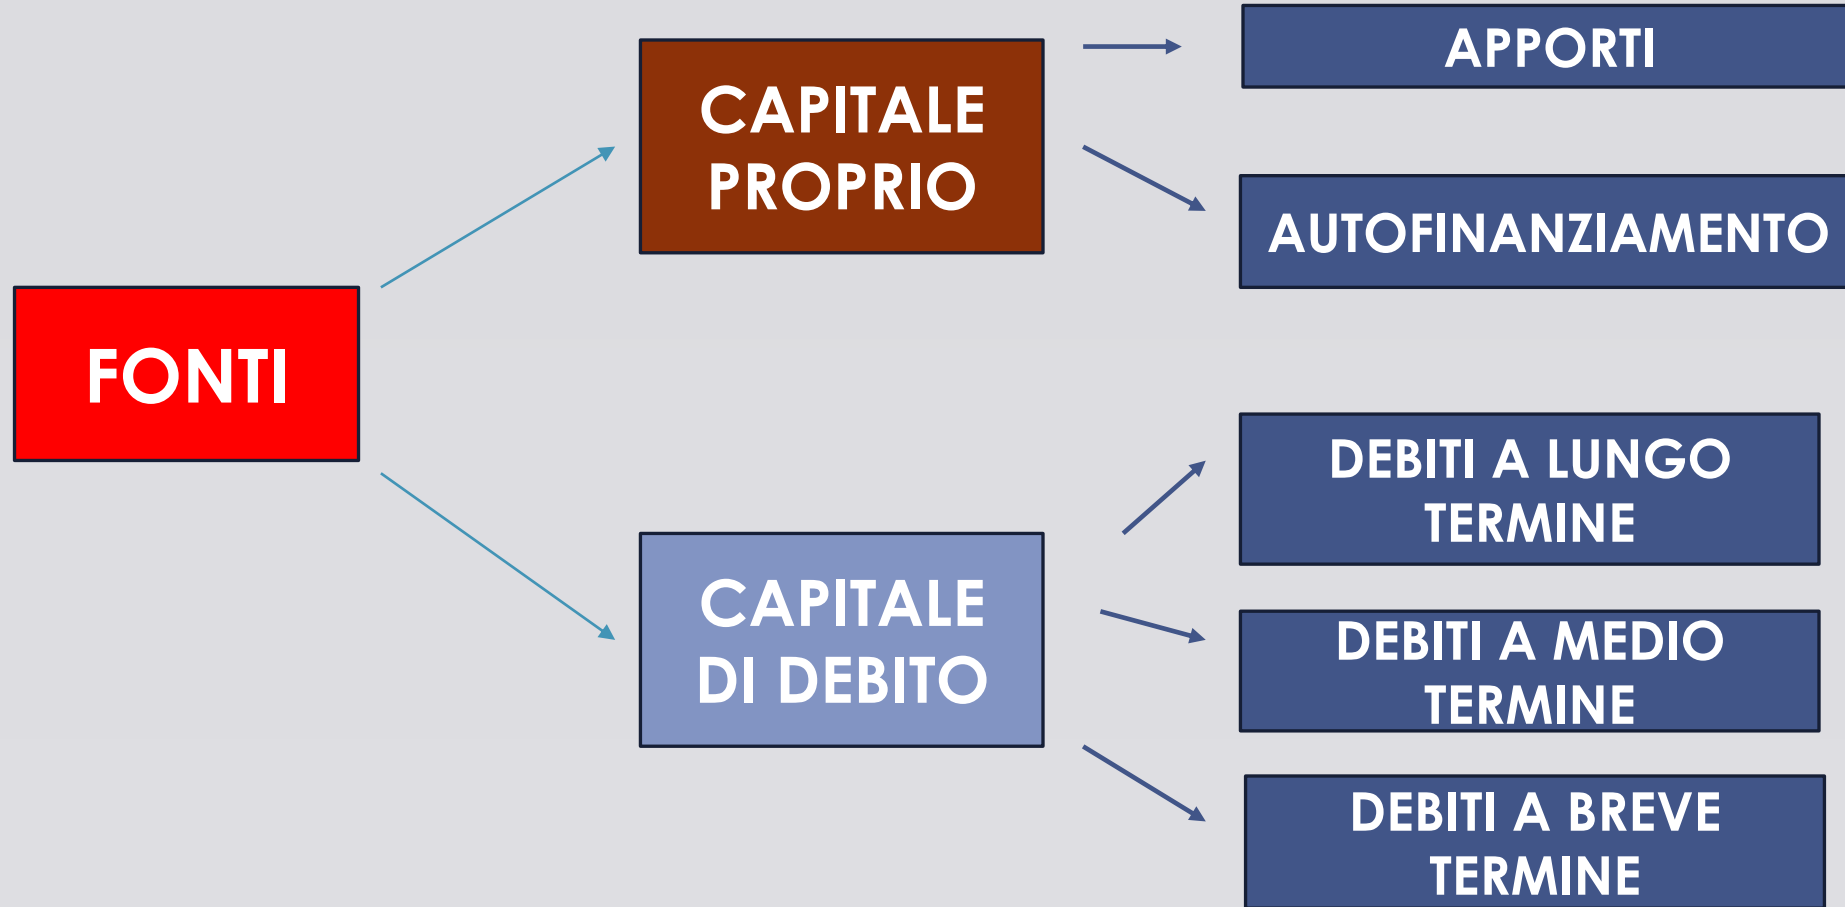 FONTI
CAPITALE
PROPRIO
APPORTI
AUTOFINANZIAMENTO
CAPITALE
DI DEBITO
DEBITI A LUNGO
TERMINE
DEBITI A MEDIO
TERMINE
DEBITI A BREVE
TERMINE